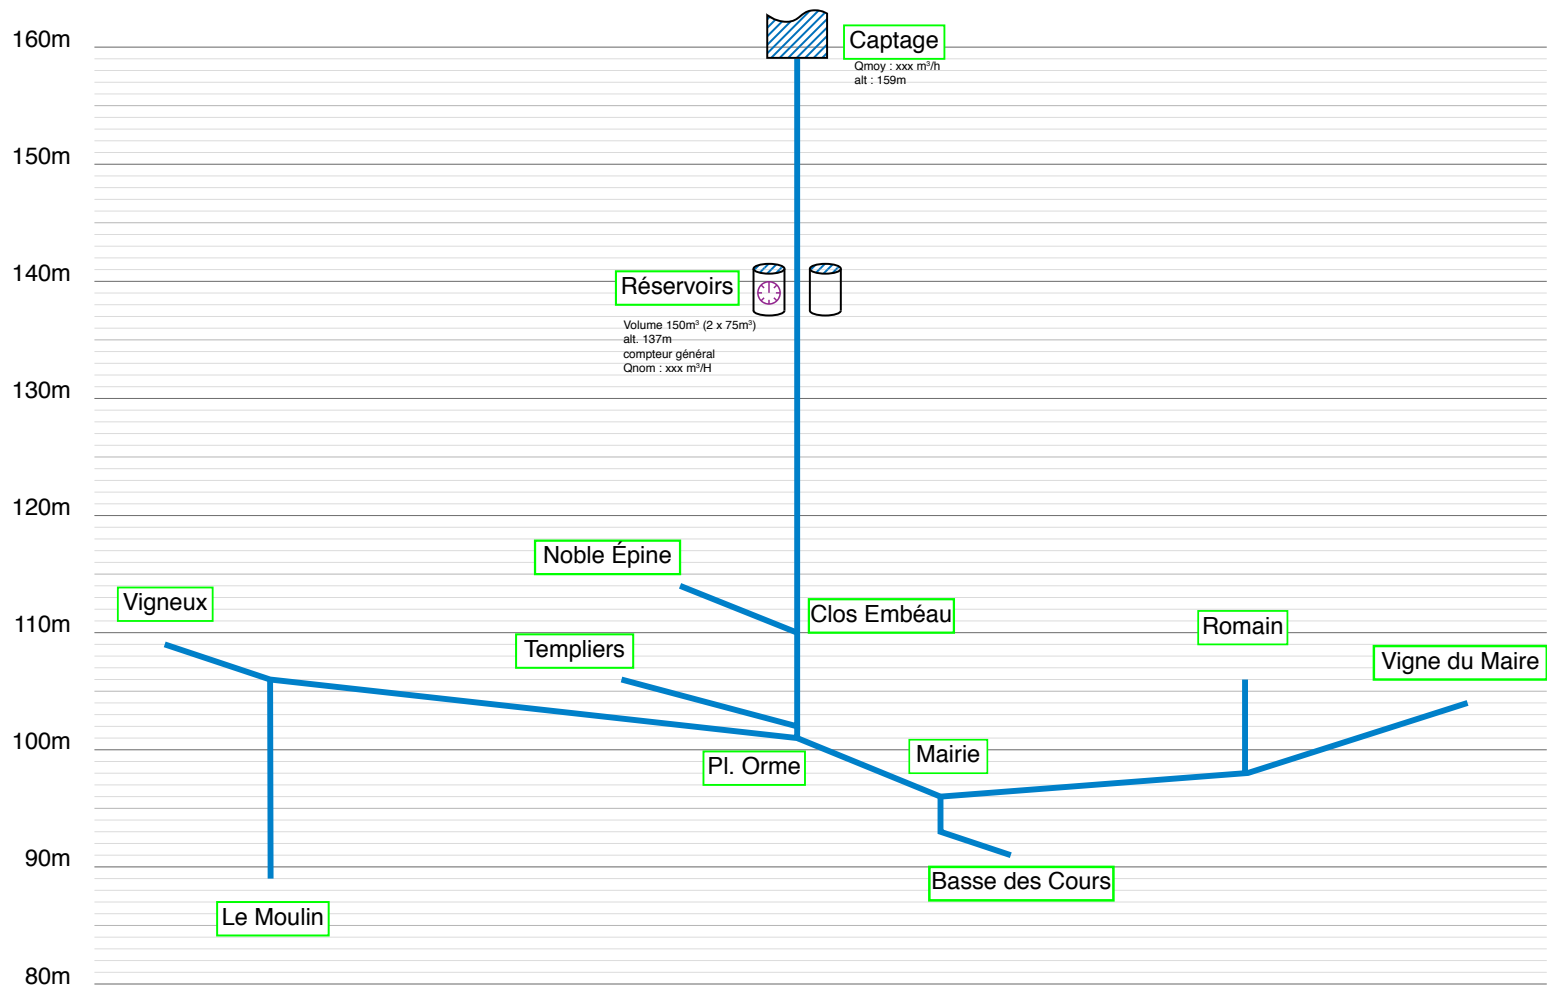 160m
Captage
Qmoy : xxx m³/h
alt : 159m
150m
140m
Réservoirs
Volume 150m³ (2 x 75m³)
alt. 137m
compteur général
Qnom : xxx m³/H
130m
120m
Noble Épine
Vigneux
Clos Embéau
110m
Romain
Templiers
Vigne du Maire
100m
Mairie
Pl. Orme
90m
Basse des Cours
Le Moulin
80m